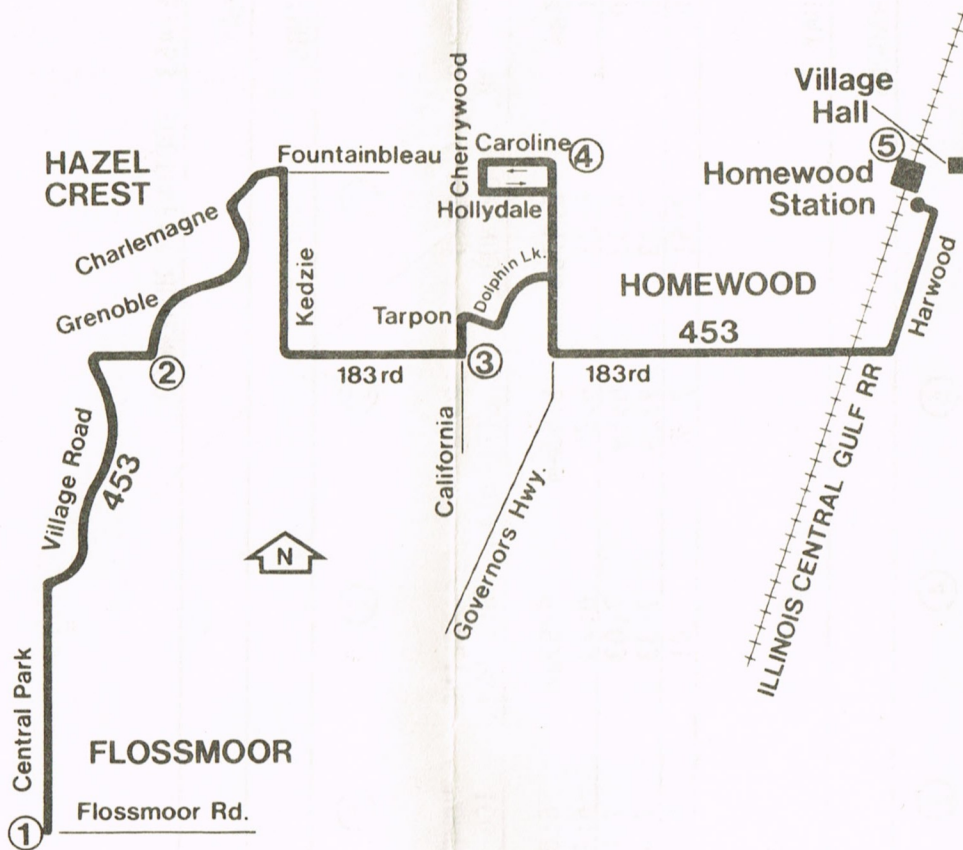 Village
Hall
5
Homewood
Station
HAZEL
CREST
Fountainbleau
Cherrywood
Caroline
4
Hollydale
Charlemagne
Grenoble
Kedzie
Tarpon
Dolphin Lk.
HOMEWOOD
453
Harwood
2
183rd
3
183rd
Village Road
453
California
Governors Hwy.
ILLINOIS CENTRAL GULF RR
N
Central Park
FLOSSMOOR
Flossmoor Rd.
1